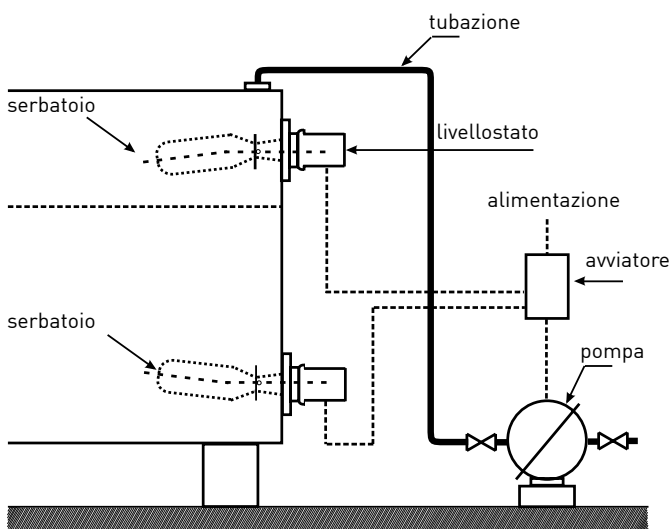 tubazione
serbatoio
livellostato
alimentazione
avviatore
serbatoio
pompa